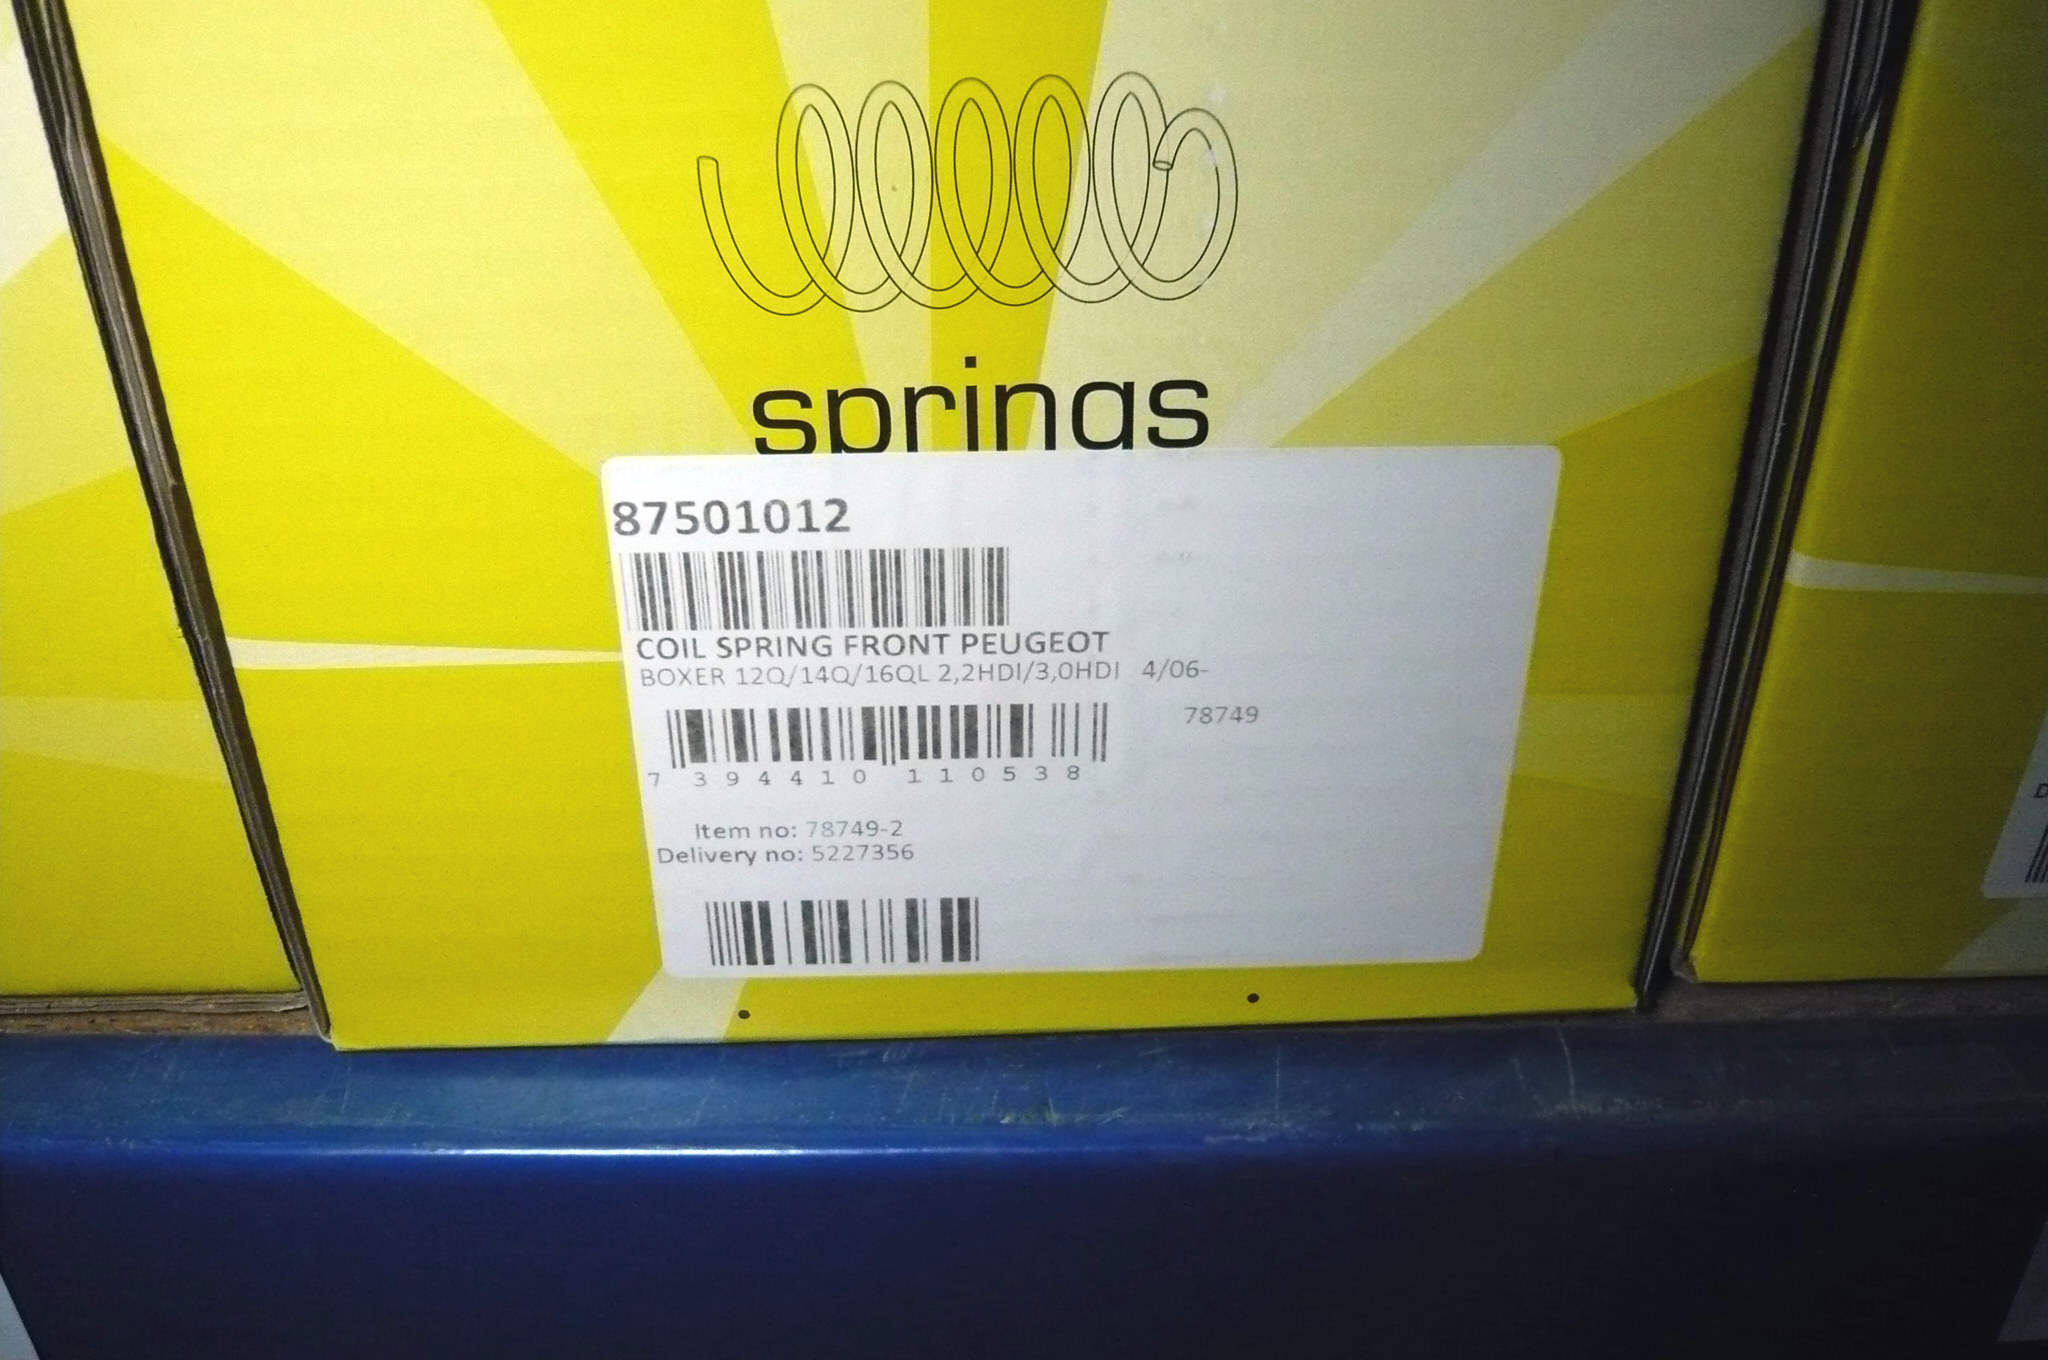 springs
87501012
COIL SPRING FRONT PEUGEOT
BOXER 12Q/14Q/16QL 2,2HDI/3,0HDI 4/06-
78749
7 394410 110538
Item no: 78749-2
Delivery no: 5227356
D